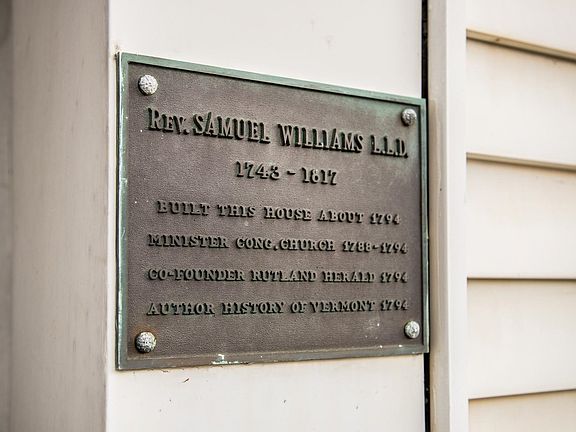 REV. SAMUEL WILLIAMS L.L.D.
1743 - 1817
BUILT THIS HOUSE ABOUT 1794
MINISTER CONG. CHURCH 1788-1794
CO-FOUNDER RUTLAND HERALD 1794
AUTHOR HISTORY OF VERMONT 1794